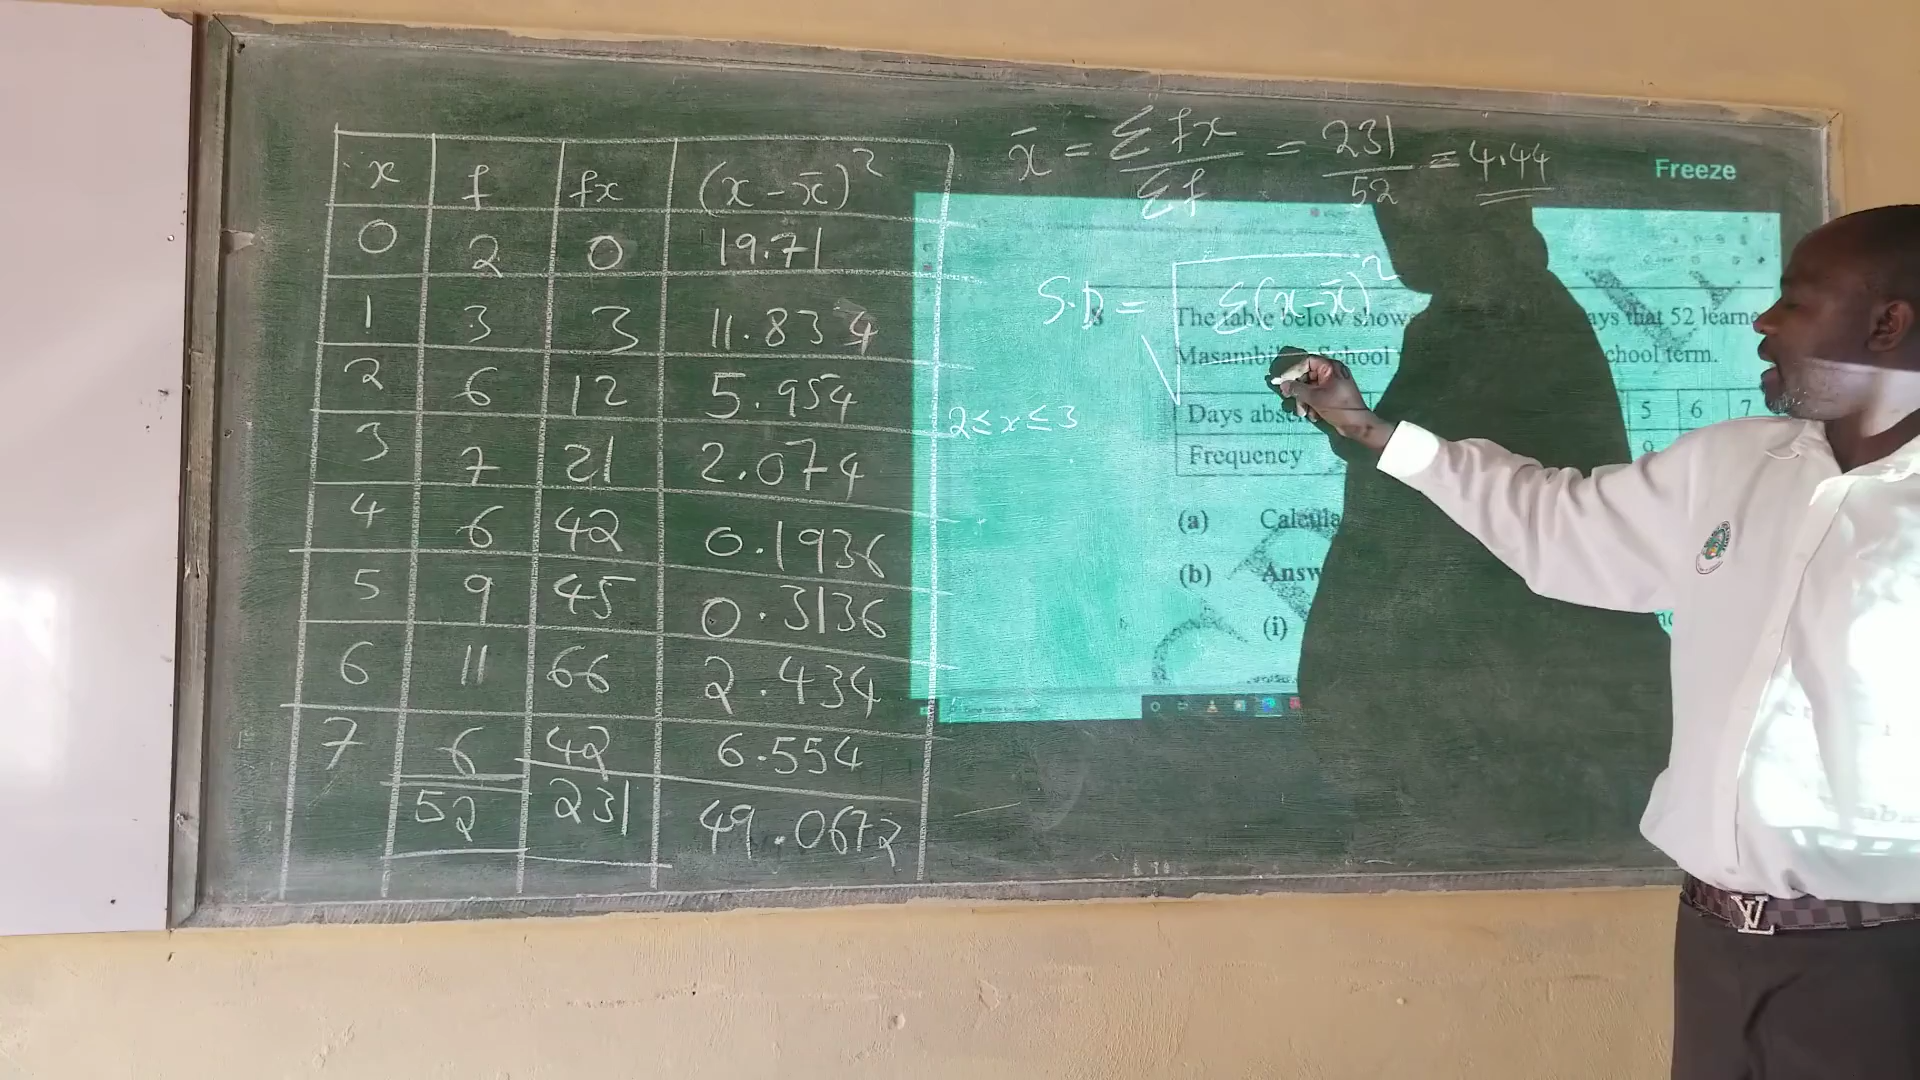 x f fx (x - x̄)²
0 2 0 19.71
1 3 3 11.834
2 6 12 5.954
3 7 21 2.074
4 6 42 0.1936
5 9 45 0.3136
6 11 66 2.434
7 6 42 6.554
52 231 49.0672
x̄ = Σfx / Σf = 231 / 52 = 4.44
Freeze
S.D = √ Σ(x - x̄)²
2 ≤ x ≤ 3
The table below show ays that 52 learne
Masambi School chool term.
Days abse 5 6 7
Frequency 9
(a) Calcula
(b) Answ
(i)